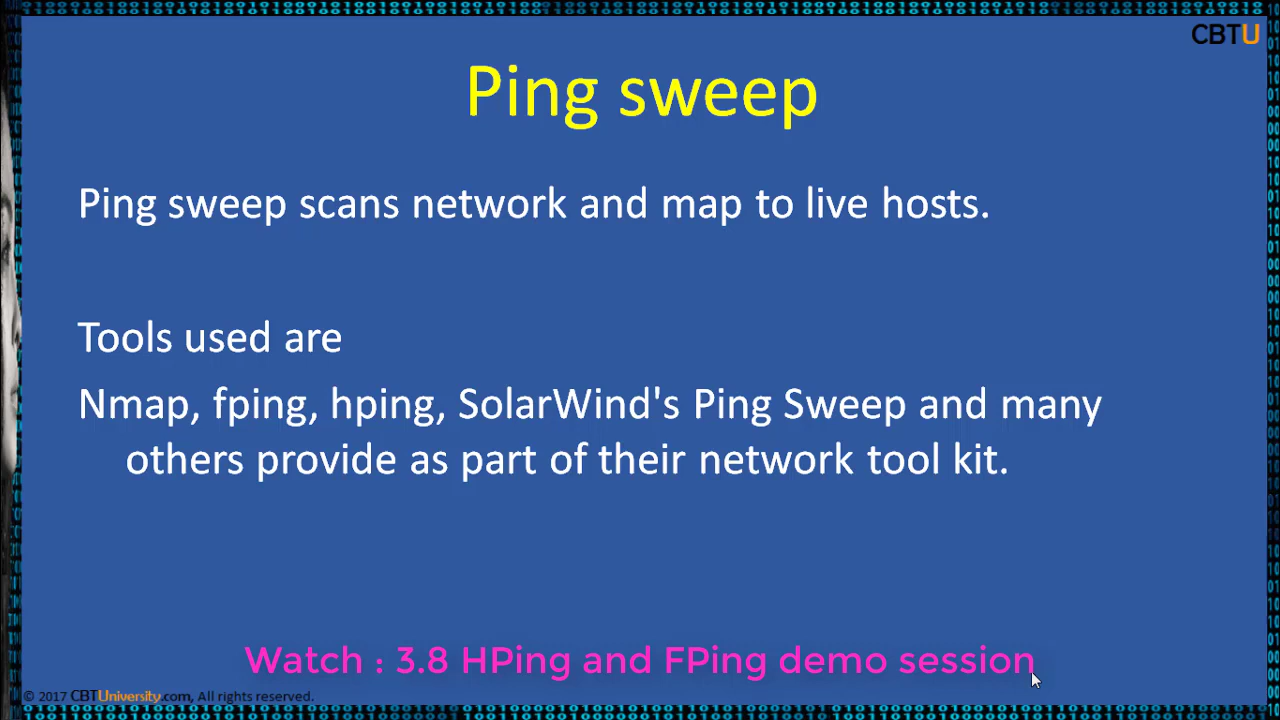 CBTU
Ping sweep
Ping sweep scans network and map to live hosts.
Tools used are
Nmap, fping, hping, SolarWind's Ping Sweep and many
others provide as part of their network tool kit.
Watch : 3.8 HPing and FPing demo session
© 2017 CBTUniversity.com, All rights reserved.